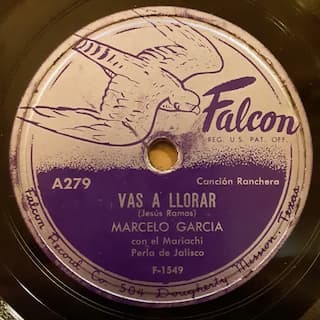 Falcon
REG. U.S. PAT. OFF.
A279
Canción Ranchera
VAS A LLORAR
(Jesús Ramos)
MARCELO GARCIA
con el Mariachi
Perla de Jalisco
F-1549
Falcon Record Co 504 Dougherty Mission, Texas